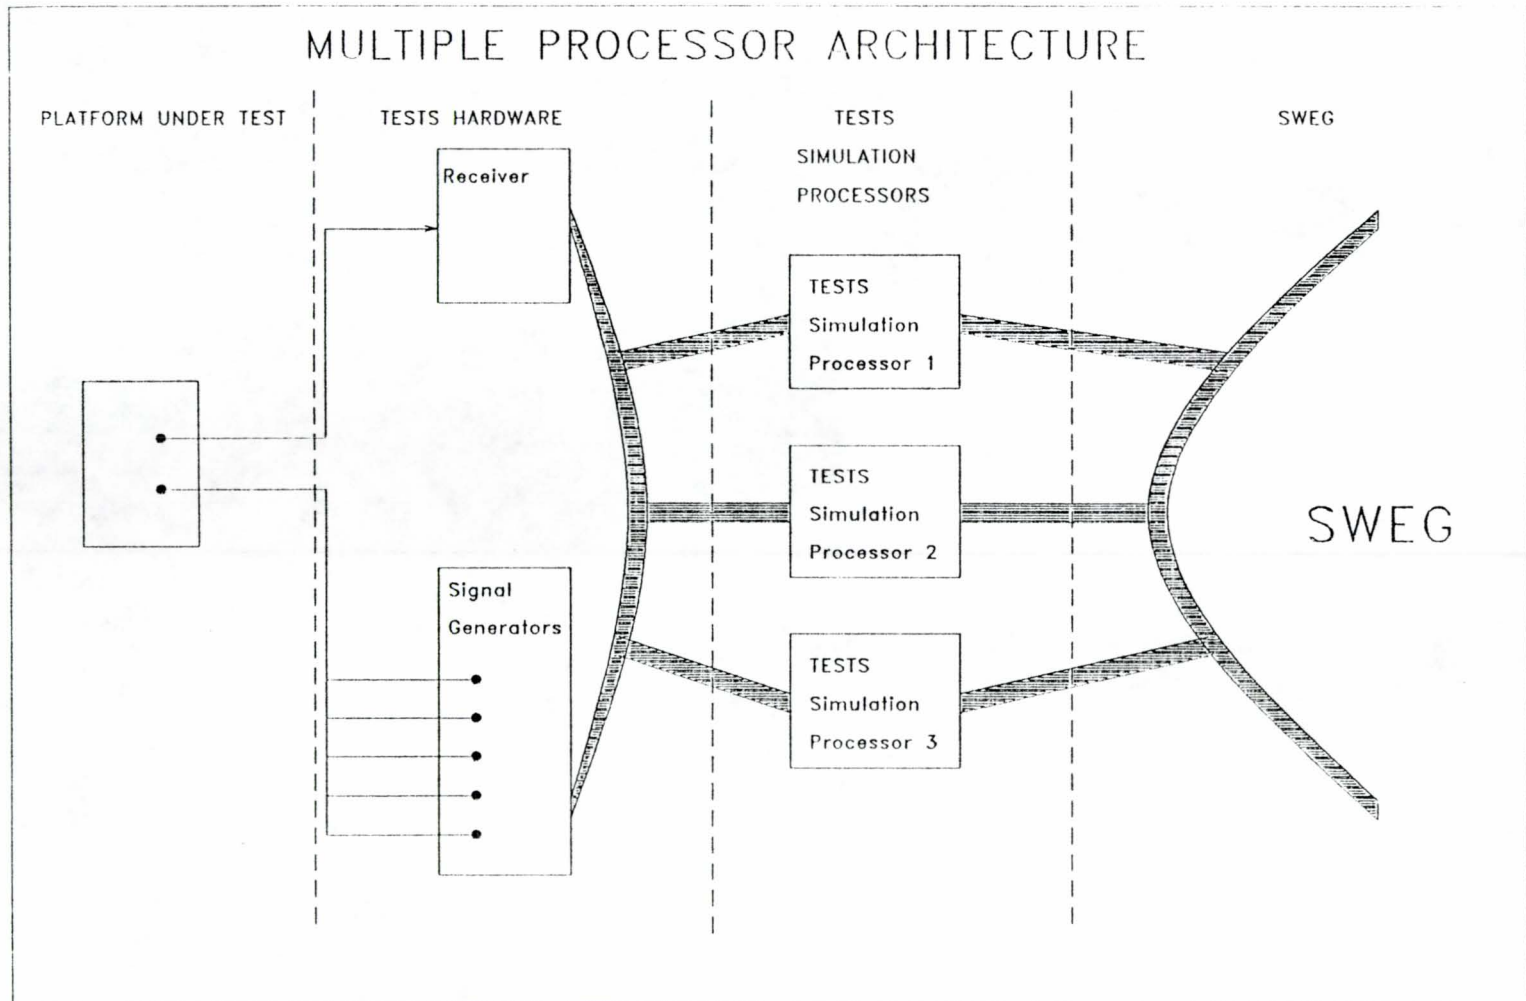 MULTIPLE PROCESSOR ARCHITECTURE
PLATFORM UNDER TEST
TESTS HARDWARE
TESTS
SIMULATION
PROCESSORS
SWEG
Receiver
Signal
Generators
TESTS
Simulation
Processor 1
TESTS
Simulation
Processor 2
TESTS
Simulation
Processor 3
SWEG